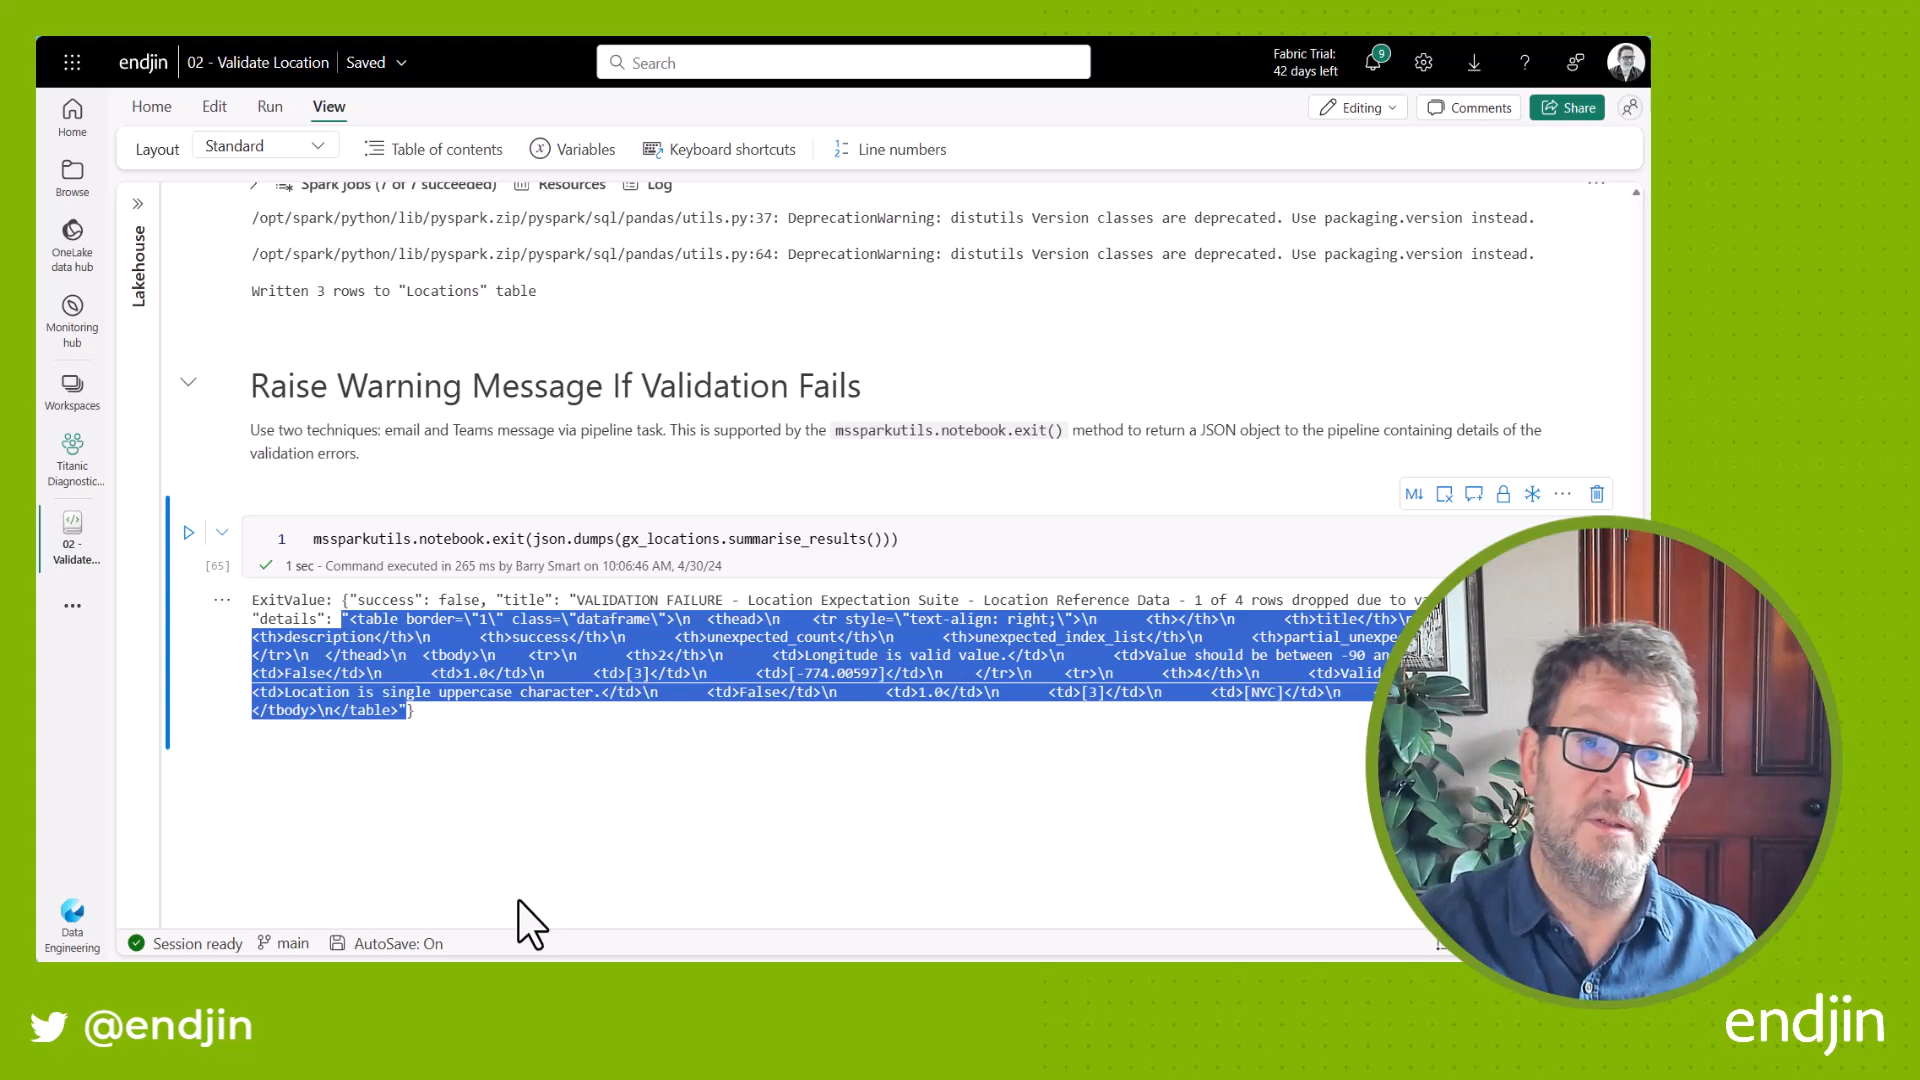 endjin
02 - Validate Location
Saved
Search
Fabric Trial:
42 days left
9
Home
Edit
Run
View
Editing
Comments
Share
Layout
Standard
Table of contents
Variables
Keyboard shortcuts
Line numbers
Home
Browse
OneLake
data hub
Monitoring
hub
Workspaces
Titanic
Diagnostic...
02 -
Validate...
Data
Engineering
Lakehouse
Spark jobs (7 of 7 succeeded)
Resources
Log
/opt/spark/python/lib/pyspark.zip/pyspark/sql/pandas/utils.py:37: DeprecationWarning: distutils Version classes are deprecated. Use packaging.version instead.
/opt/spark/python/lib/pyspark.zip/pyspark/sql/pandas/utils.py:64: DeprecationWarning: distutils Version classes are deprecated. Use packaging.version instead.
Written 3 rows to "Locations" table
Raise Warning Message If Validation Fails
Use two techniques: email and Teams message via pipeline task. This is supported by the mssparkutils.notebook.exit() method to return a JSON object to the pipeline containing details of the
validation errors.
M↓
1 mssparkutils.notebook.exit(json.dumps(gx_locations.summarise_results()))
[65]
1 sec - Command executed in 265 ms by Barry Smart on 10:06:46 AM, 4/30/24
ExitValue: {"success": false, "title": "VALIDATION FAILURE - Location Expectation Suite - Location Reference Data - 1 of 4 rows dropped due to
"details": "<table border=\"1\" class=\"dataframe\">\n <thead>\n <tr style=\"text-align: right;\">\n <th></th>\n <th>title</th>\n
<th>description</th>\n <th>success</th>\n <th>unexpected_count</th>\n <th>unexpected_index_list</th>\n <th>partial_unexpe
</tr>\n </thead>\n <tbody>\n <tr>\n <th>2</th>\n <td>Longitude is valid value.</td>\n <td>Value should be between -90
<td>False</td>\n <td>1.0</td>\n <td>[3]</td>\n <td>[-774.00597]</td>\n </tr>\n <tr>\n <th>4</th>\n <td>Valid
<td>Location is single uppercase character.</td>\n <td>False</td>\n <td>1.0</td>\n <td>[3]</td>\n <td>[NYC]</td>\n
</tbody>\n</table>"}
Session ready
main
AutoSave: On
@endjin
endjin